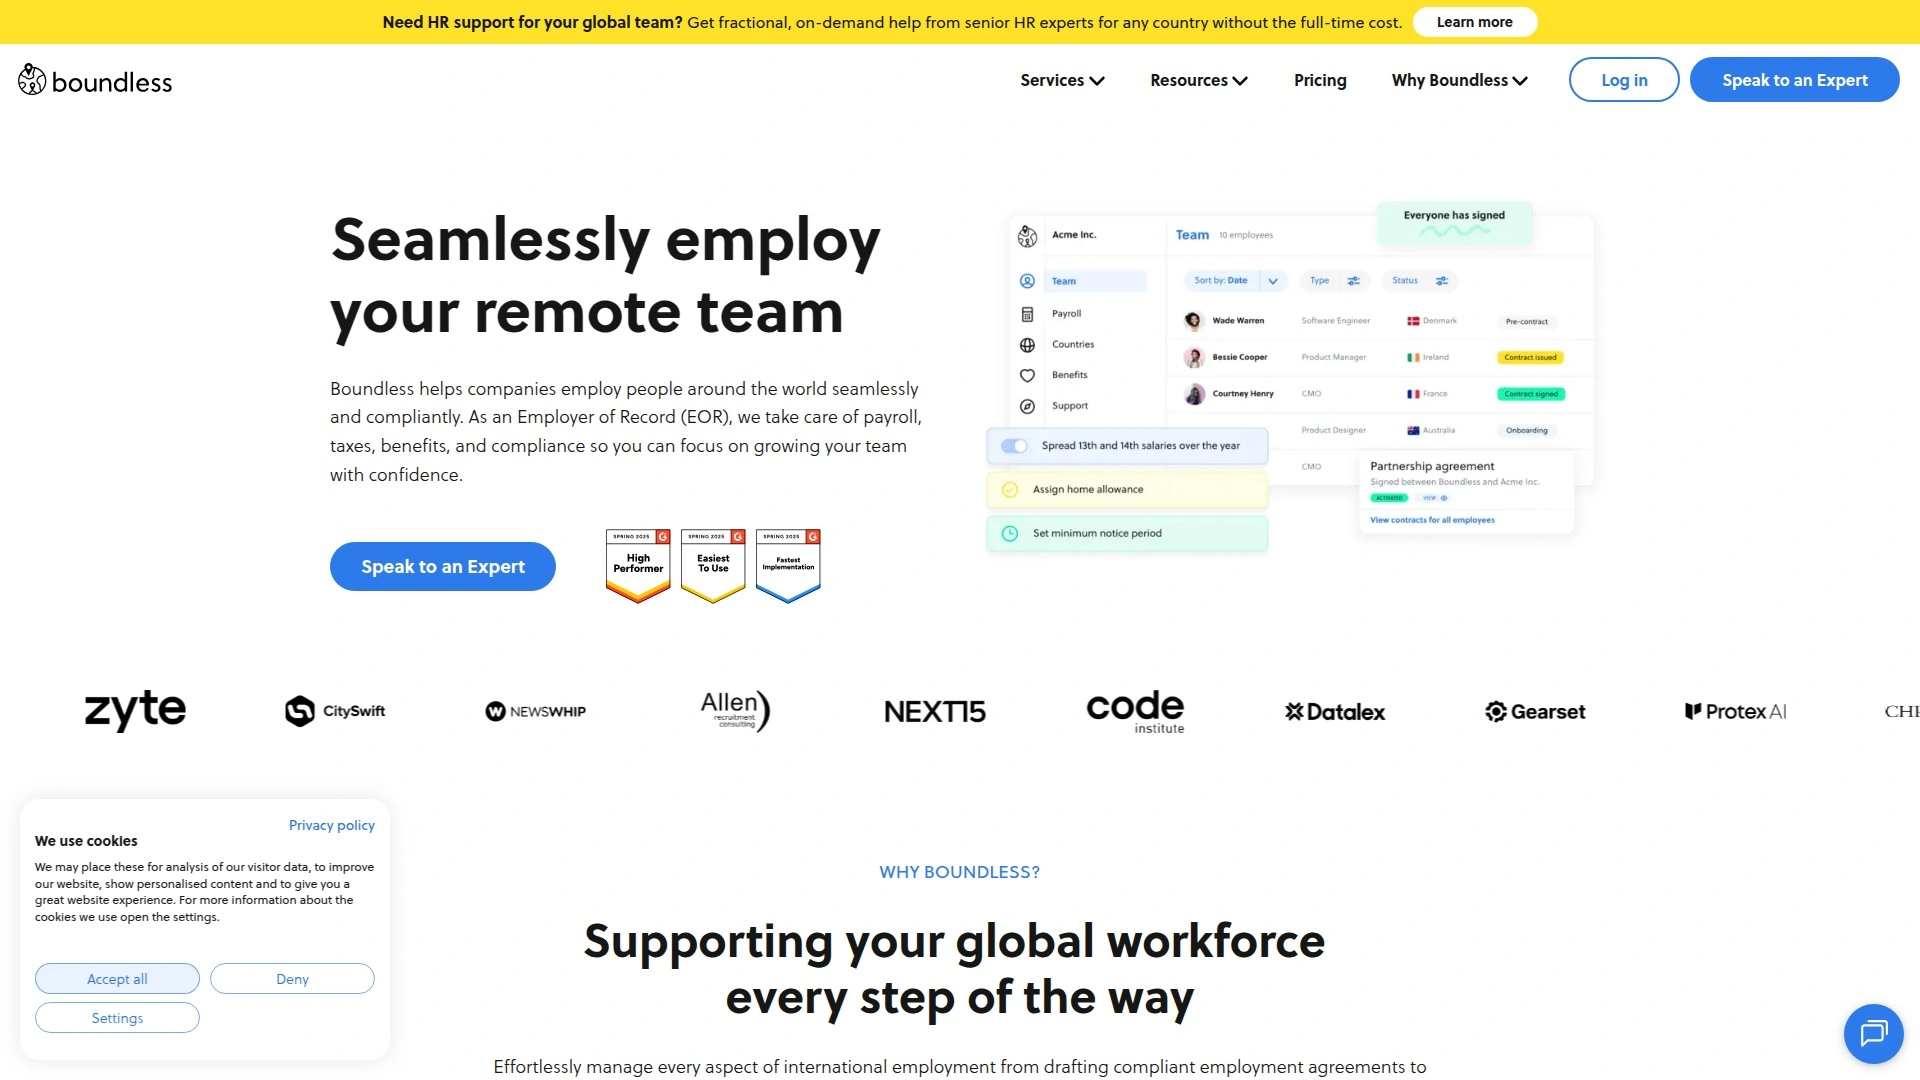 Need HR support for your global team? Get fractional, on-demand help from senior HR experts for any country without the full-time cost. Learn more
boundless
Services Resources Pricing Why Boundless Log in Speak to an Expert
Seamlessly employ
your remote team
Boundless helps companies employ people around the world seamlessly
and compliantly. As an Employer of Record (EOR), we take care of payroll,
taxes, benefits, and compliance so you can focus on growing your team
with confidence.
Speak to an Expert
SPRING 2025
High
Performer
SPRING 2025
Easiest
To Use
SPRING 2025
Fastest
Implementation
Everyone has signed
Acme Inc. Team 10 employees
Team Sort by: Date Type Status
Payroll
Countries
Benefits
Support
Wade Warren Software Engineer Denmark Pre-contract
Bessie Cooper Product Manager Ireland Contract issued
Courtney Henry CMO France Contract signed
Product Designer Australia Onboarding
CMO
Spread 13th and 14th salaries over the year
Assign home allowance
Set minimum notice period
Partnership agreement
Signed between Boundless and Acme Inc.
ACTIVATED VIEW
View contracts for all employees
zyte
CitySwift
NEWSWHIP
Allen
recruitment
consulting
NEXT15
code
institute
Datalex
Gearset
Protex AI
Privacy policy
We use cookies
We may place these for analysis of our visitor data, to improve
our website, show personalised content and to give you a
great website experience. For more information about the
cookies we use open the settings.
Accept all Deny
Settings
WHY BOUNDLESS?
Supporting your global workforce
every step of the way
Effortlessly manage every aspect of international employment from drafting compliant employment agreements to